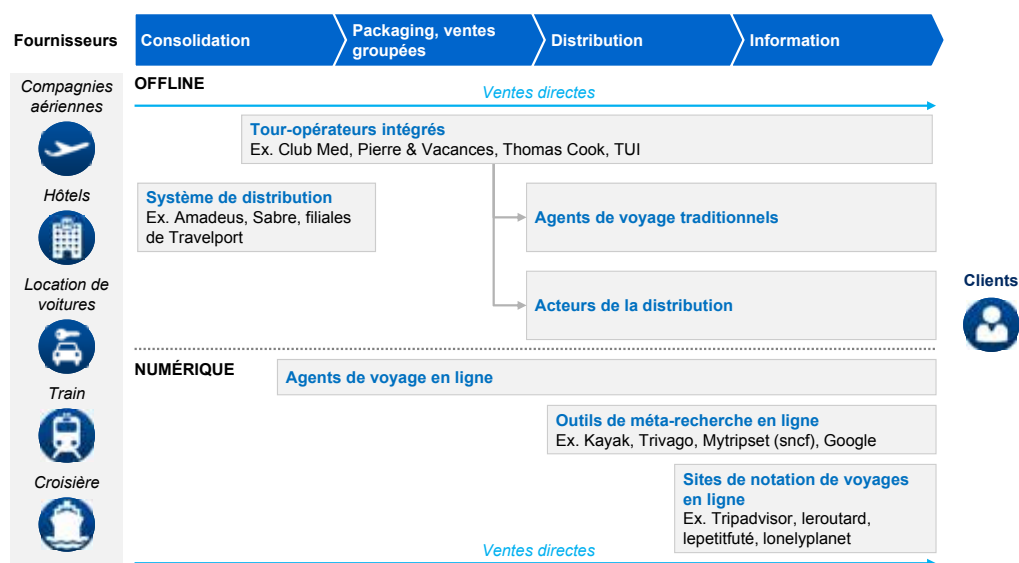 Fournisseurs
Consolidation
Packaging, ventes
groupées
Distribution
Information
Compagnies
aériennes
Hôtels
Location de
voitures
Train
Croisière
OFFLINE
Ventes directes
Tour-opérateurs intégrés
Ex. Club Med, Pierre & Vacances, Thomas Cook, TUI
Système de distribution
Ex. Amadeus, Sabre, filiales
de Travelport
Agents de voyage traditionnels
Acteurs de la distribution
Clients
NUMÉRIQUE
Agents de voyage en ligne
Outils de méta-recherche en ligne
Ex. Kayak, Trivago, Mytripset (sncf), Google
Sites de notation de voyages
en ligne
Ex. Tripadvisor, leroutard,
lepetitfuté, lonelyplanet
Ventes directes